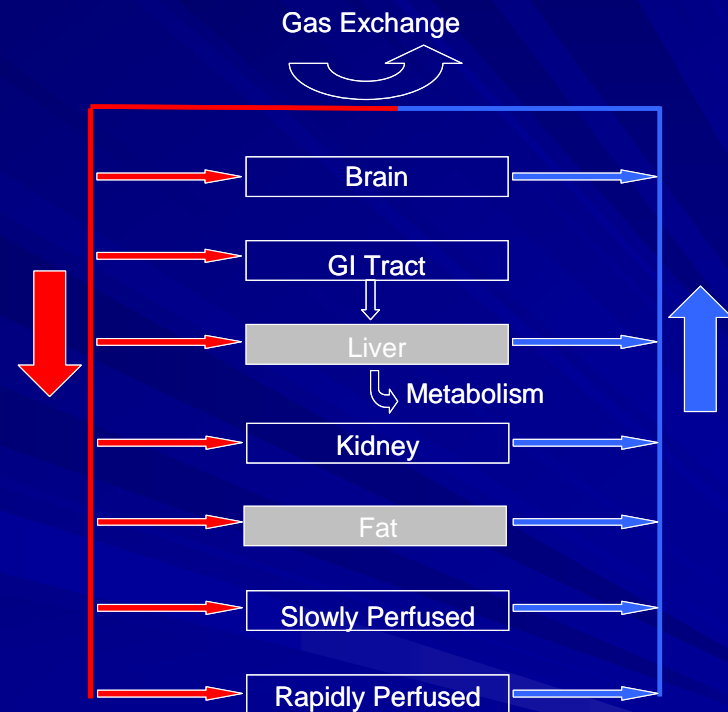 Gas Exchange
Brain
GI Tract
Liver
Metabolism
Kidney
Fat
Slowly Perfused
Rapidly Perfused